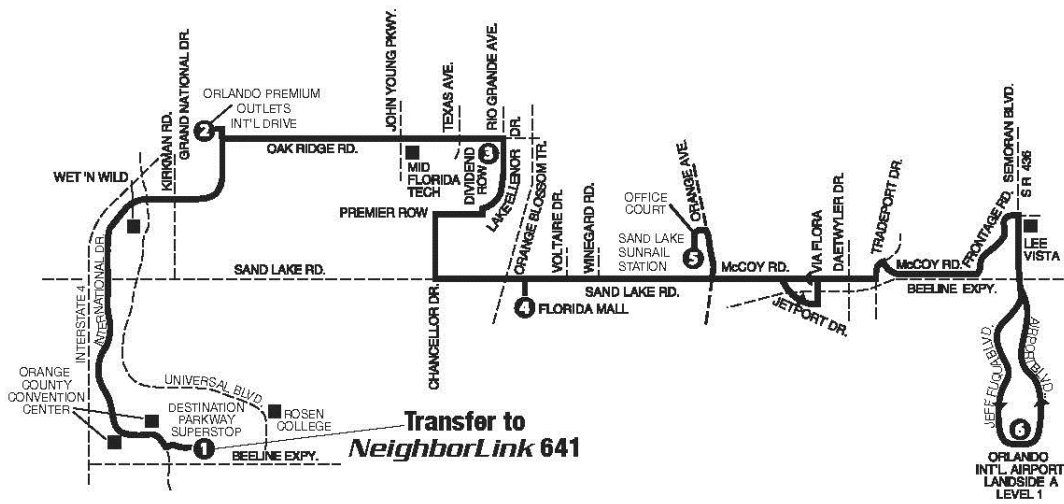 GRAND NATIONAL DR.
KIRKMAN RD.
ORLANDO PREMIUM
OUTLETS
INT'L DRIVE
2
WET 'N WILD
OAK RIDGE RD.
JOHN YOUNG PKWY.
TEXAS AVE.
RIO GRANDE AVE.
MID
FLORIDA
TECH
DIVIDEND
ROW
3
LAKE ELLENOR
DR.
PREMIER ROW
ORANGE BLOSSOM TR.
VOLTAIRE DR.
WINEGARD RD.
OFFICE
COURT
ORANGE AVE.
SAND LAKE
SUNRAIL
STATION
5
McCOY RD.
VIA FLORA
DAETWYLER DR.
TRADEPORT DR.
McCOY RD.
FRONTAGE RD.
SEMORAN BLVD.
S R 436
LEE
VISTA
INTERSTATE 4
INTERNATIONAL DR.
SAND LAKE RD.
SAND LAKE RD.
CHANCELLOR DR.
4
FLORIDA MALL
JETPORT DR.
BEELINE EXPY.
JEFF FUQUA BLVD.
AIRPORT BLVD.
6
ORLANDO
INT'L. AIRPORT
LANDSIDE A
LEVEL 1
ORANGE
COUNTY
CONVENTION
CENTER
UNIVERSAL BLVD.
DESTINATION
PARKWAY
SUPERSTOP
1
ROSEN
COLLEGE
BEELINE EXPY.
Transfer to
NeighborLink 641